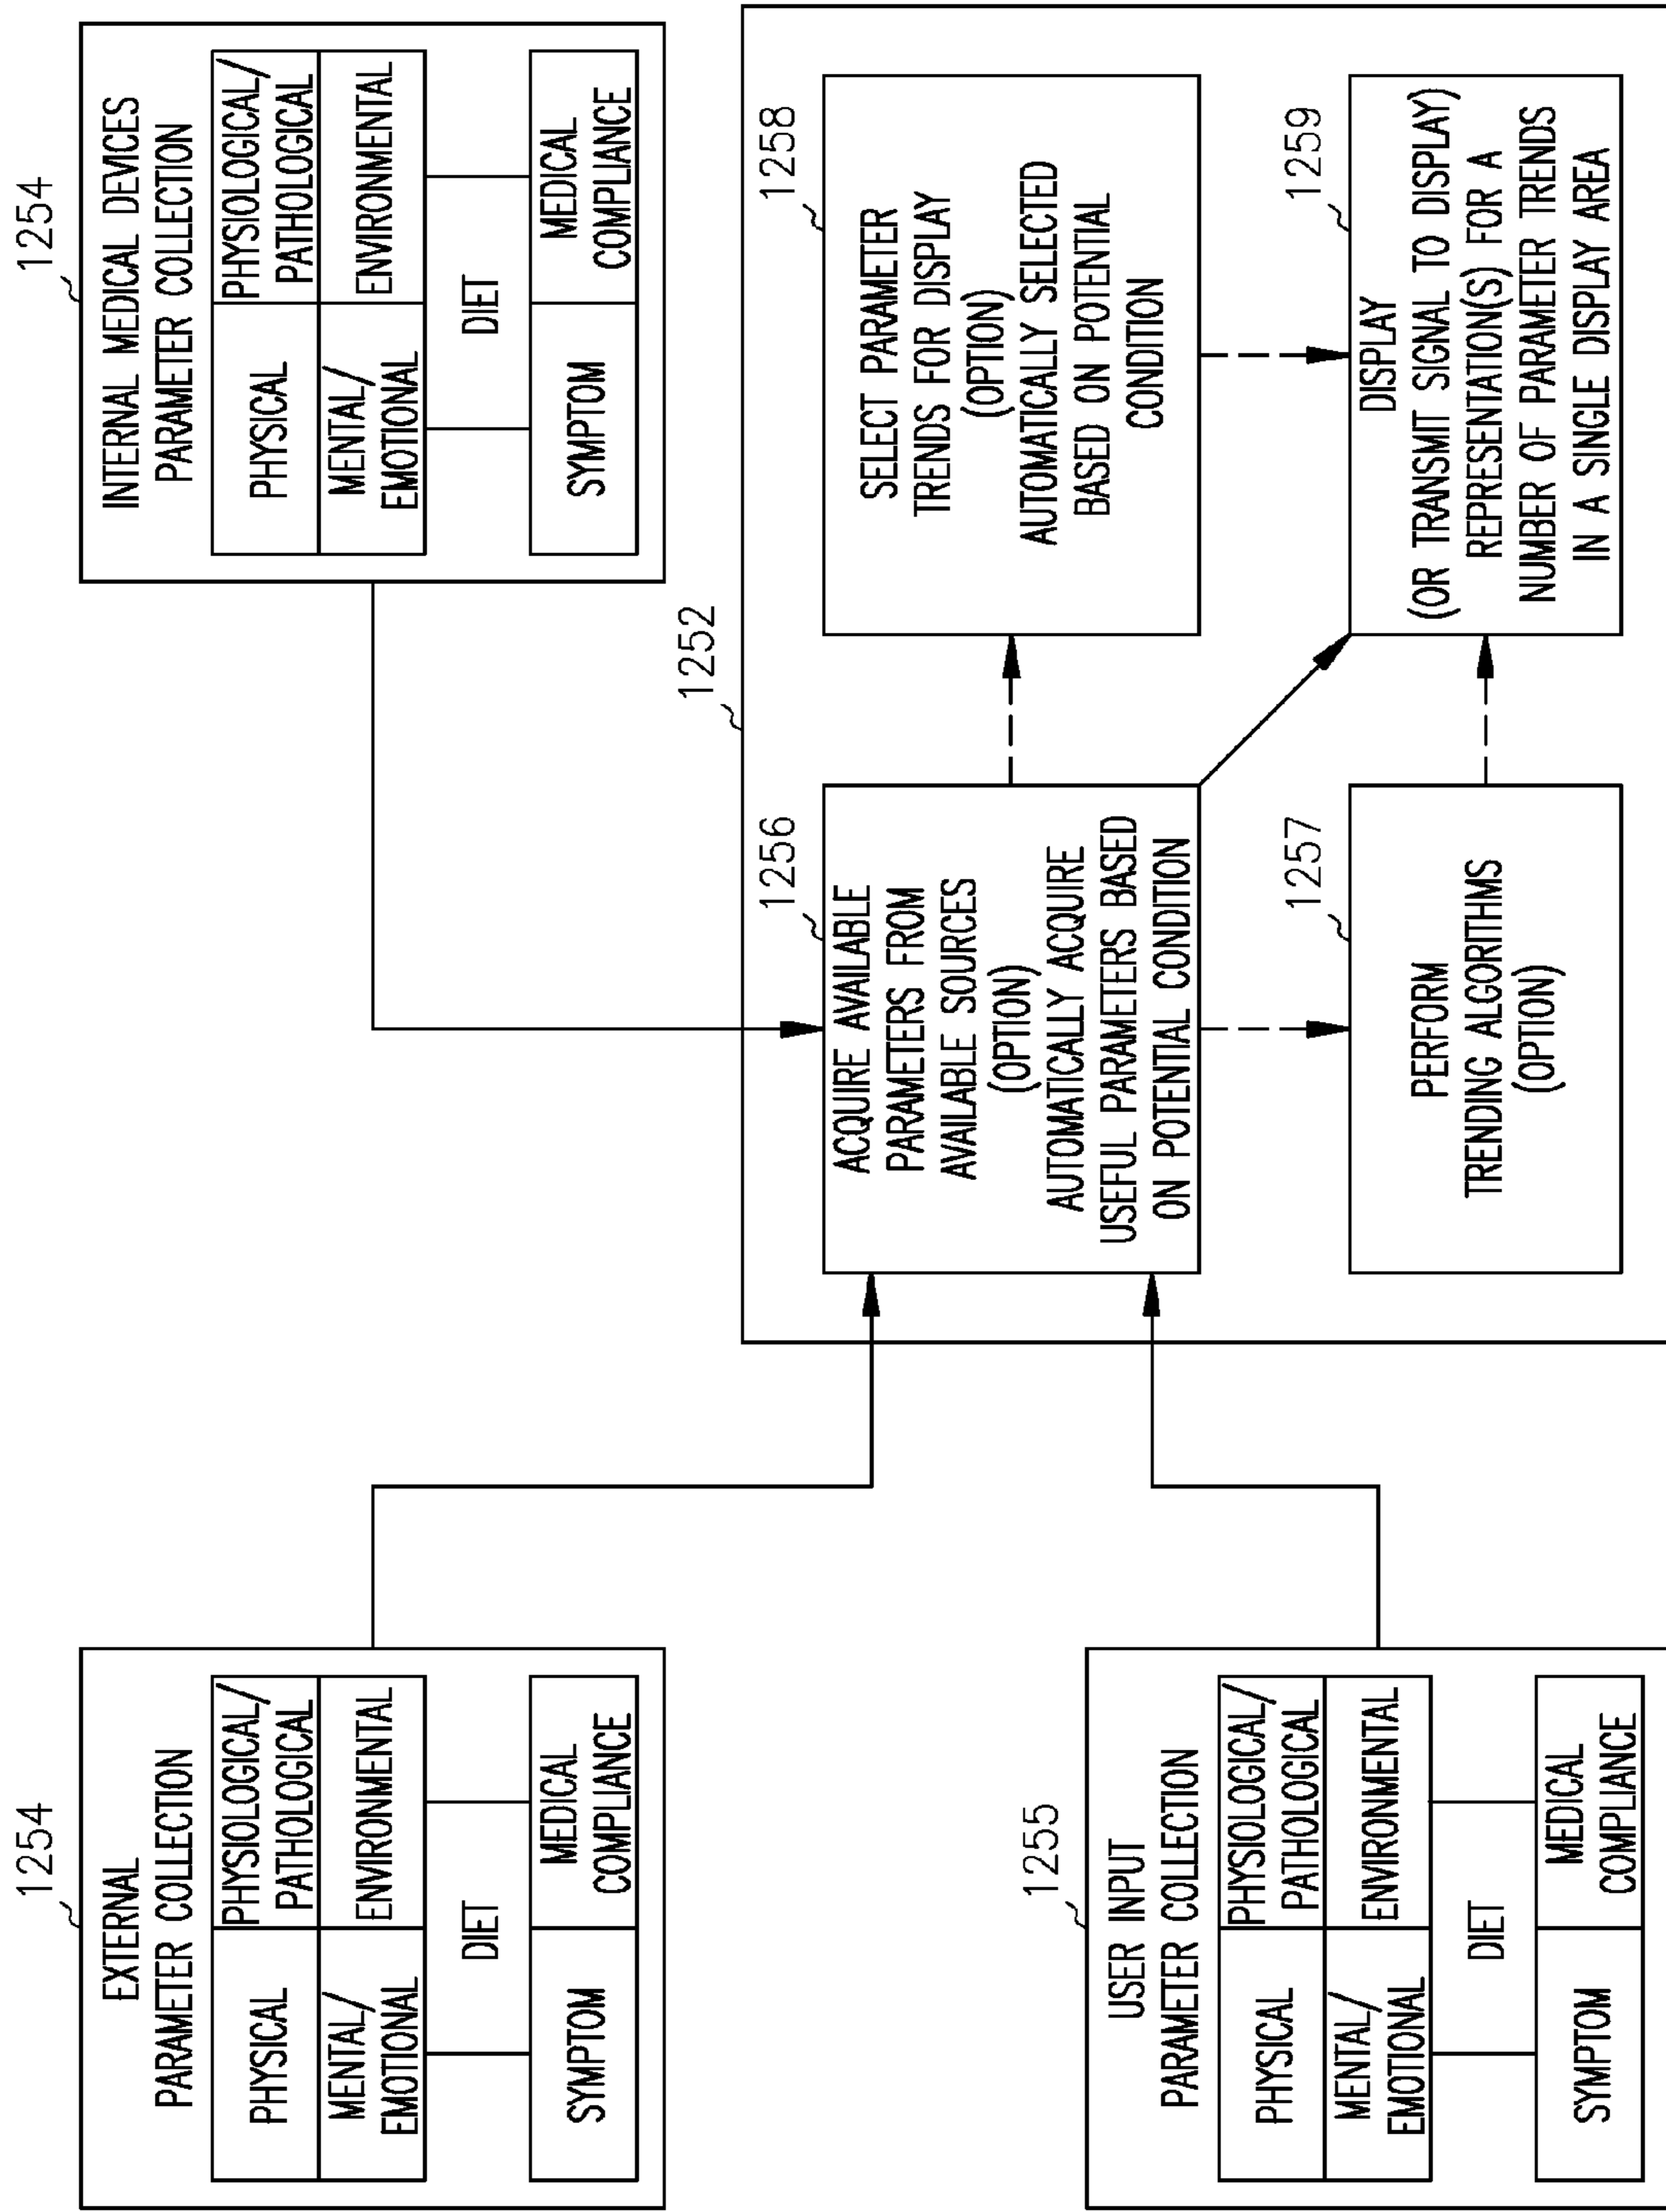 1254
EXTERNAL
PARAMETER COLLECTION
PHYSICAL
PHYSIOLOGICAL/
PATHOLOGICAL
MENTAL/
EMOTIONAL
ENVIRONMENTAL
DIET
SYMPTOM
MEDICAL
COMPLIANCE
1254
INTERNAL MEDICAL DEVICES
PARAMETER COLLECTION
PHYSICAL
PHYSIOLOGICAL/
PATHOLOGICAL
MENTAL/
EMOTIONAL
ENVIRONMENTAL
DIET
SYMPTOM
MEDICAL
COMPLIANCE
1255
USER INPUT
PARAMETER COLLECTION
PHYSICAL
PHYSIOLOGICAL/
PATHOLOGICAL
MENTAL/
EMOTIONAL
ENVIRONMENTAL
DIET
SYMPTOM
MEDICAL
COMPLIANCE
1252
1256
ACQUIRE AVAILABLE
PARAMETERS FROM
AVAILABLE SOURCES
(OPTION)
AUTOMATICALLY ACQUIRE
USEFUL PARAMETERS BASED
ON POTENTIAL CONDITION
1258
SELECT PARAMETER
TRENDS FOR DISPLAY
(OPTION)
AUTOMATICALLY SELECTED
BASED ON POTENTIAL
CONDITION
1257
PERFORM
TRENDING ALGORITHMS
(OPTION)
1259
DISPLAY
(OR TRANSMIT SIGNAL TO DISPLAY)
REPRESENTATION(S) FOR A
NUMBER OF PARAMETER TRENDS
IN A SINGLE DISPLAY AREA